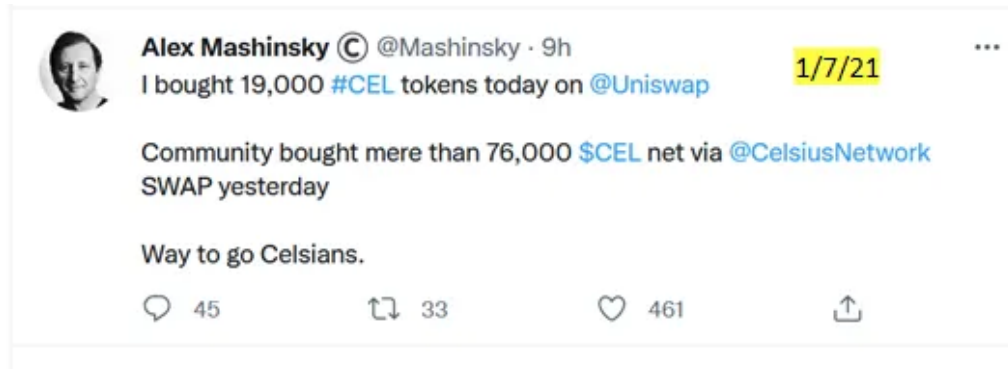 Alex Mashinsky Ⓒ @Mashinsky · 9h
1/7/21
I bought 19,000 #CEL tokens today on @Uniswap
Community bought mere than 76,000 $CEL net via @CelsiusNetwork
SWAP yesterday
Way to go Celsians.
45 33 461